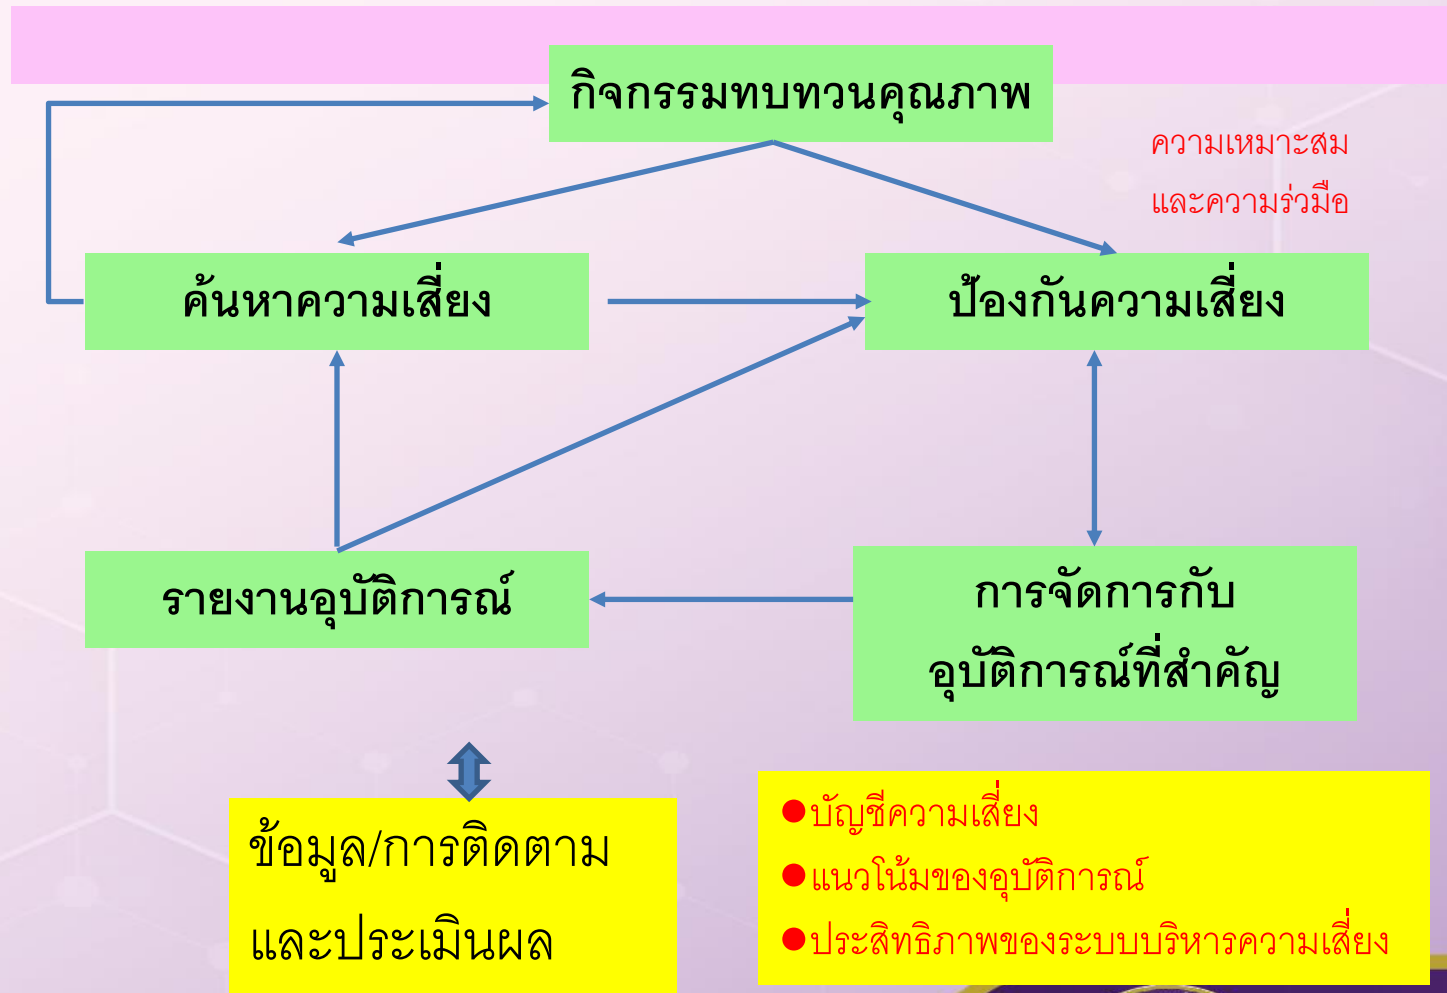 กิจกรรมทบทวนคุณภาพ
ความเหมาะสม
และความร่วมือ
ค้นหาความเสี่ยง
ป้องกันความเสี่ยง
รายงานอุบัติการณ์
การจัดการกับ
อุบัติการณ์ที่สำคัญ
ข้อมูล/การติดตาม
และประเมินผล
●บัญชีความเสี่ยง
●แนวโน้มของอุบัติการณ์
●ประสิทธิภาพของระบบบริหารความเสี่ยง